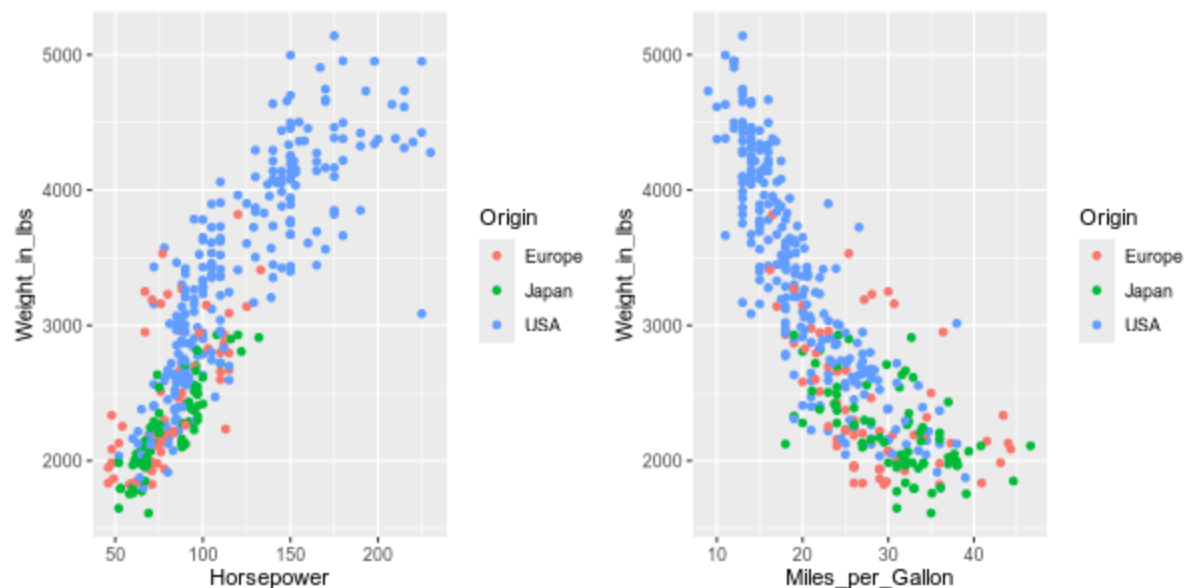 Weight_in_lbs
5000
4000
3000
2000
50 100 150 200
Horsepower
Origin
Europe
Japan
USA
Weight_in_lbs
5000
4000
3000
2000
10 20 30 40
Miles_per_Gallon
Origin
Europe
Japan
USA